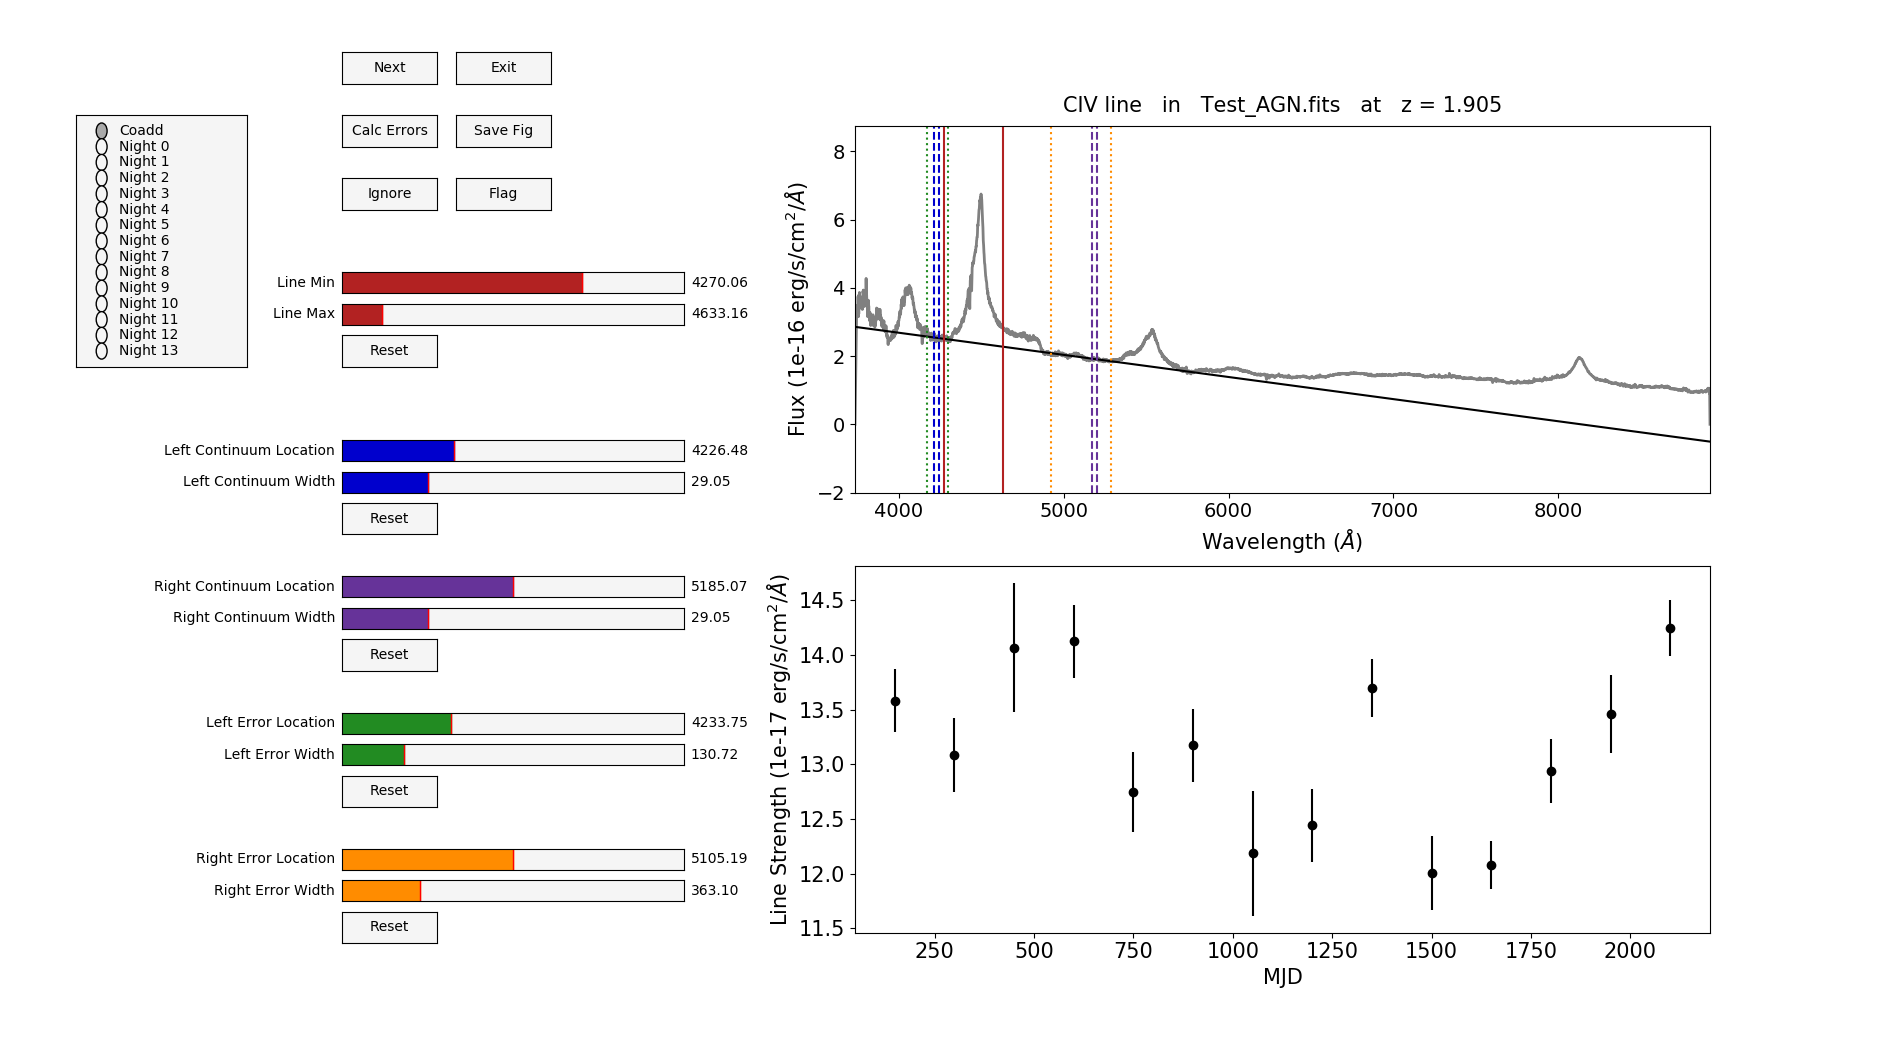 Next
Exit
Calc Errors
Save Fig
Ignore
Flag
Coadd
Night 0
Night 1
Night 2
Night 3
Night 4
Night 5
Night 6
Night 7
Night 8
Night 9
Night 10
Night 11
Night 12
Night 13
Line Min 4270.06
Line Max 4633.16
Reset
Left Continuum Location 4226.48
Left Continuum Width 29.05
Reset
Right Continuum Location 5185.07
Right Continuum Width 29.05
Reset
Left Error Location 4233.75
Left Error Width 130.72
Reset
Right Error Location 5105.19
Right Error Width 363.10
Reset
CIV line in Test_AGN.fits at z = 1.905
Flux (1e-16 erg/s/cm²/Å)
8
6
4
2
0
−2
4000 5000 6000 7000 8000
Wavelength (Å)
Line Strength (1e-17 erg/s/cm²/Å)
14.5
14.0
13.5
13.0
12.5
12.0
11.5
250 500 750 1000 1250 1500 1750 2000
MJD